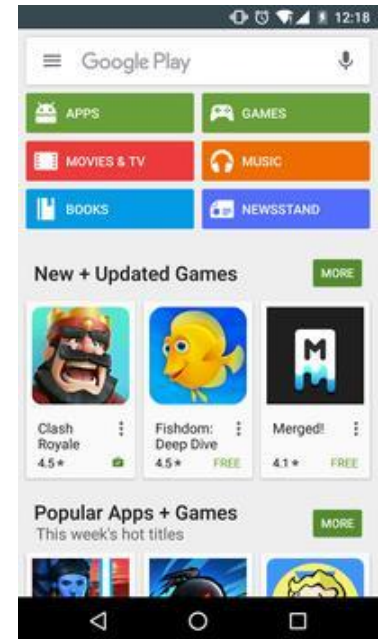 12:18
Google Play
APPS
GAMES
MOVIES & TV
MUSIC
BOOKS
NEWSSTAND
New + Updated Games
MORE
Clash
Royale
4.5★
Fishdom:
Deep Dive
4.5★ FREE
M
Merged!
4.1★ FREE
Popular Apps + Games
MORE
This week's hot titles